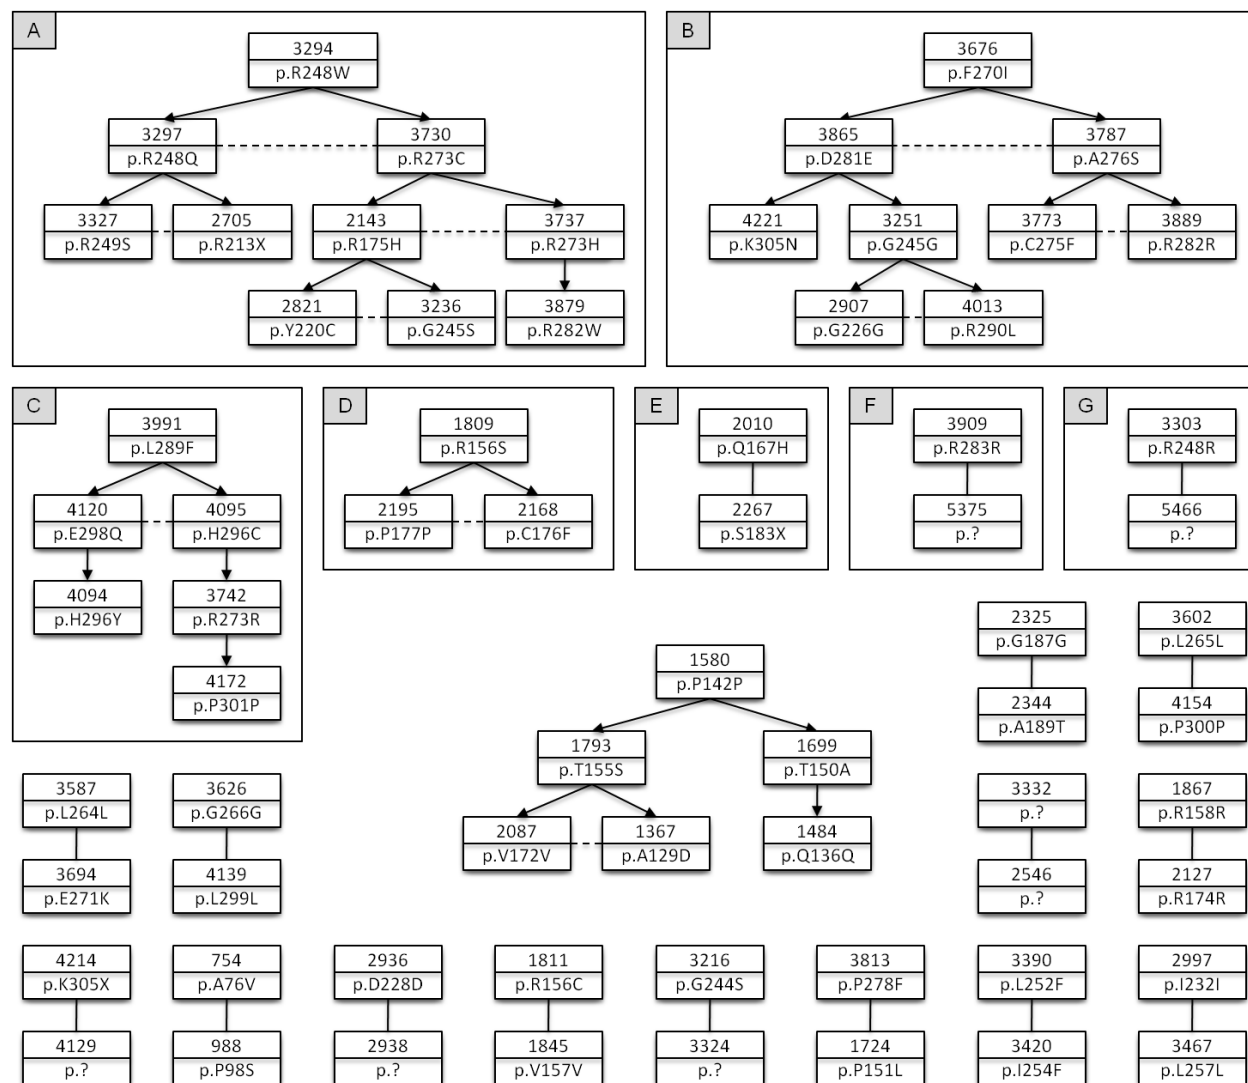 A
3294
p.R248W
3297
p.R248Q
3730
p.R273C
3327
p.R249S
2705
p.R213X
2143
p.R175H
3737
p.R273H
2821
p.Y220C
3236
p.G245S
3879
p.R282W
B
3676
p.F270I
3865
p.D281E
3787
p.A276S
4221
p.K305N
3251
p.G245G
3773
p.C275F
3889
p.R282R
2907
p.G226G
4013
p.R290L
C
3991
p.L289F
4120
p.E298Q
4095
p.H296C
4094
p.H296Y
3742
p.R273R
4172
p.P301P
D
1809
p.R156S
2195
p.P177P
2168
p.C176F
E
2010
p.Q167H
2267
p.S183X
F
3909
p.R283R
5375
p.?
G
3303
p.R248R
5466
p.?
1580
p.P142P
1793
p.T155S
1699
p.T150A
2087
p.V172V
1367
p.A129D
1484
p.Q136Q
2325
p.G187G
2344
p.A189T
3602
p.L265L
4154
p.P300P
3587
p.L264L
3694
p.E271K
3626
p.G266G
4139
p.L299L
3332
p.?
2546
p.?
1867
p.R158R
2127
p.R174R
4214
p.K305X
4129
p.?
754
p.A76V
988
p.P98S
2936
p.D228D
2938
p.?
1811
p.R156C
1845
p.V157V
3216
p.G244S
3324
p.?
3813
p.P278F
1724
p.P151L
3390
p.L252F
3420
p.I254F
2997
p.I232I
3467
p.L257L